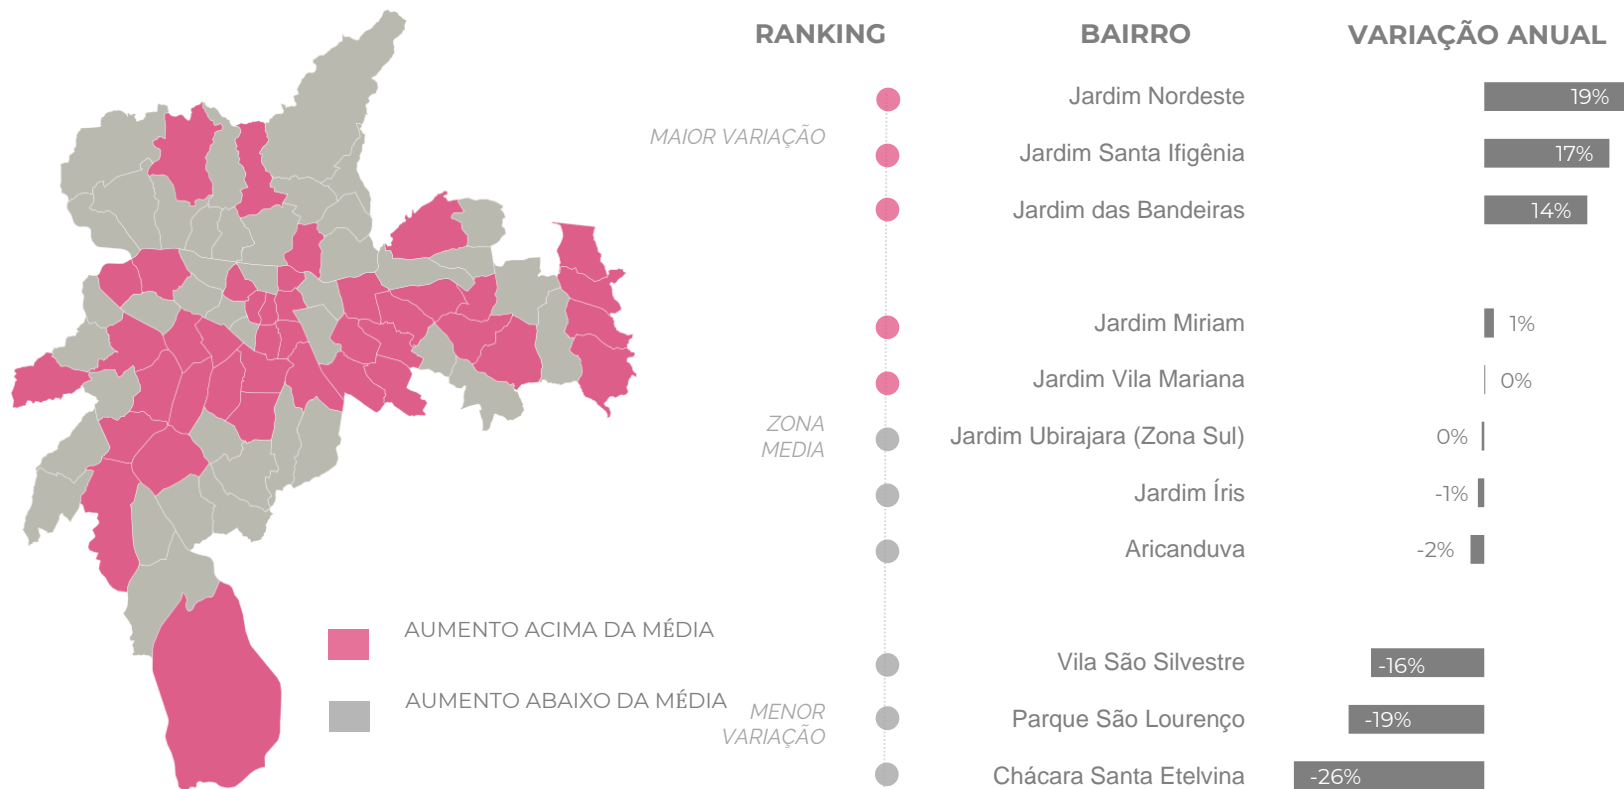 RANKING BAIRRO VARIAÇÃO ANUAL
MAIOR VARIAÇÃO
Jardim Nordeste 19%
Jardim Santa Ifigênia 17%
Jardim das Bandeiras 14%
ZONA
MEDIA
Jardim Miriam 1%
Jardim Vila Mariana 0%
Jardim Ubirajara (Zona Sul) 0%
Jardim Íris -1%
Aricanduva -2%
MENOR
VARIAÇÃO
Vila São Silvestre -16%
Parque São Lourenço -19%
Chácara Santa Etelvina -26%
AUMENTO ACIMA DA MÉDIA
AUMENTO ABAIXO DA MÉDIA